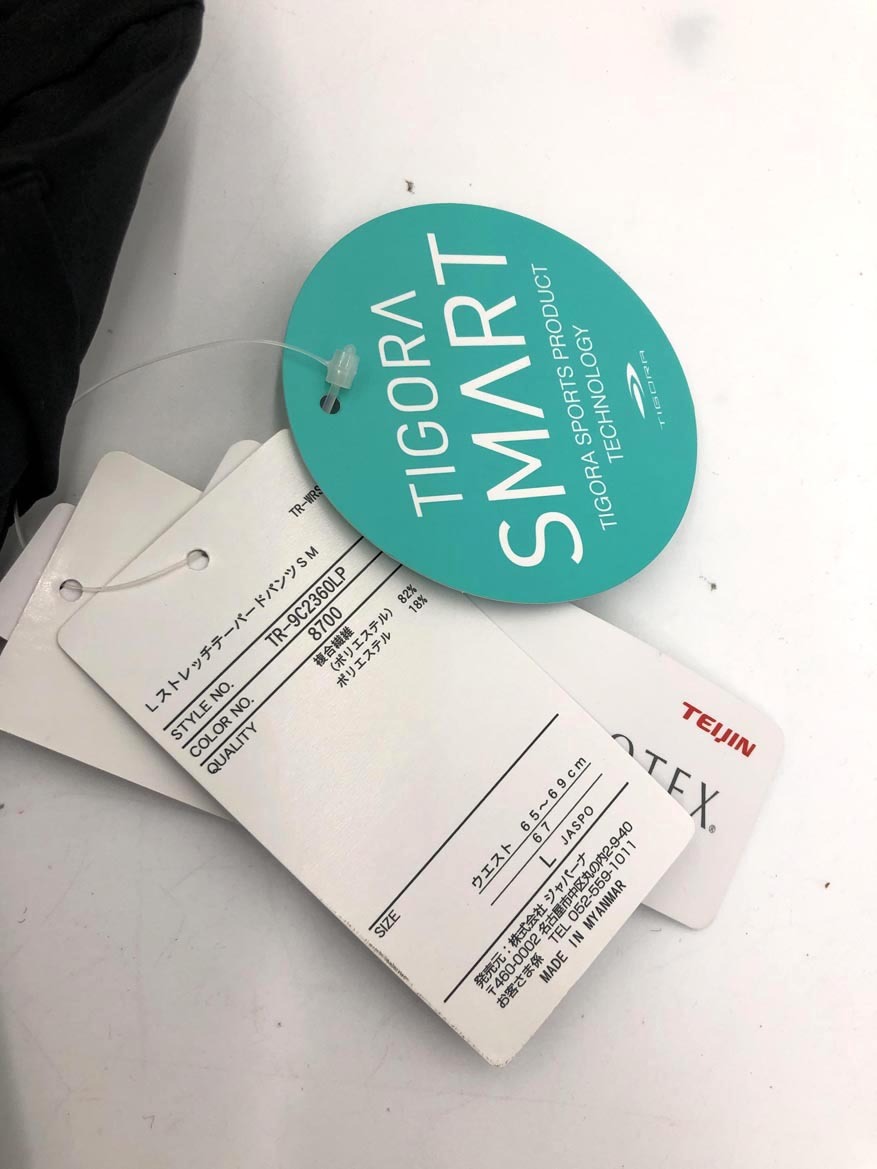 TIGORA
SMART
TIGORA SPORTS PRODUCT
TECHNOLOGY
TIGORA
TR-WRS
LストレッチテーパードパンツSM
STYLE NO. TR-9C2360LP
COLOR NO. 8700
QUALITY 複合繊維
(ポリエステル) 82%
ポリエステル 18%
SIZE ウエスト 65～69cm
67
L JASPO
発売元：株式会社 ジャパーナ
〒460-0002 名古屋市中区丸の内2-9-40
お客さま係 TEL 052-559-1011
MADE IN MYANMAR
TEIJIN
OTEX®